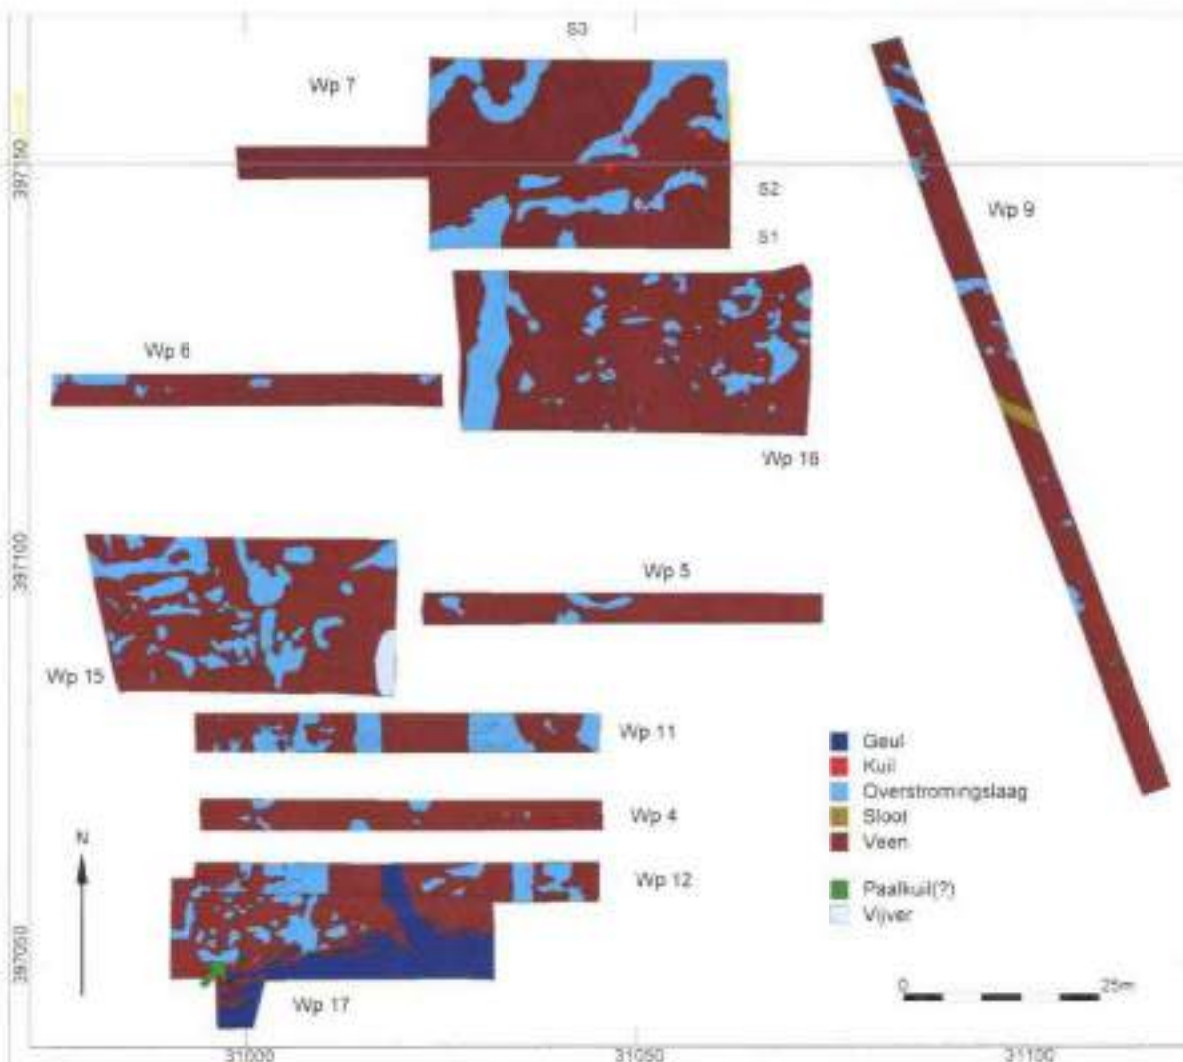 S3
Wp 7
397150
S2
Wp 9
S1
Wp 6
Wp 16
397100
Wp 5
Wp 15
Wp 11
Geul
Kuil
Overstromingslaag
Sloot
Veen
Wp 4
N
Wp 12
Paalkuil(?)
Vijver
397050
0 25m
Wp 17
31000 31050 31100